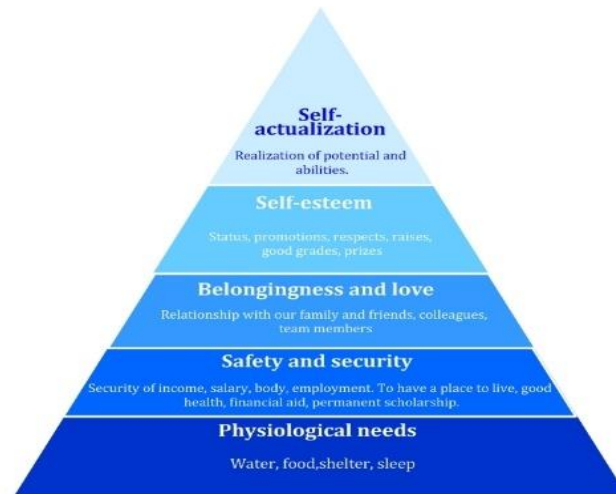 Self-
actualization
Realization of potential and
abilities.
Self-esteem
Status, promotions, respects, raises,
good grades, prizes
Belongingness and love
Relationship with our family and friends, colleagues,
team members
Safety and security
Security of income, salary, body, employment. To have a place to live, good
health, financial aid, permanent scholarship.
Physiological needs
Water, food,shelter, sleep